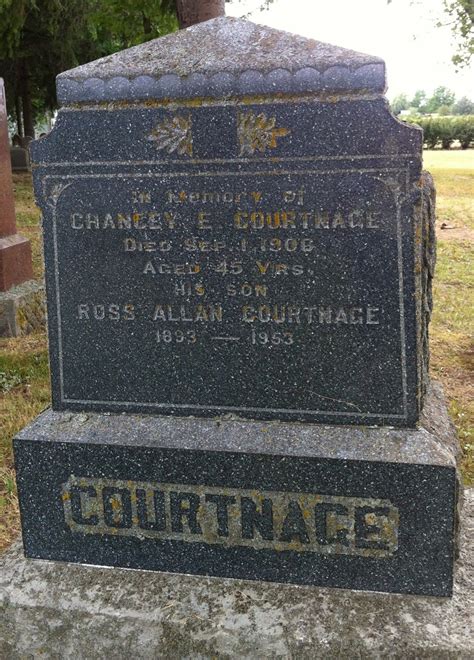 In Memory of
CHANCEY E. COURTNAGE
Died Sep. 1, 1906
Aged 45 Yrs.
HIS SON
ROSS ALLAN COURTNAGE
1893 — 1953
COURTNAGE